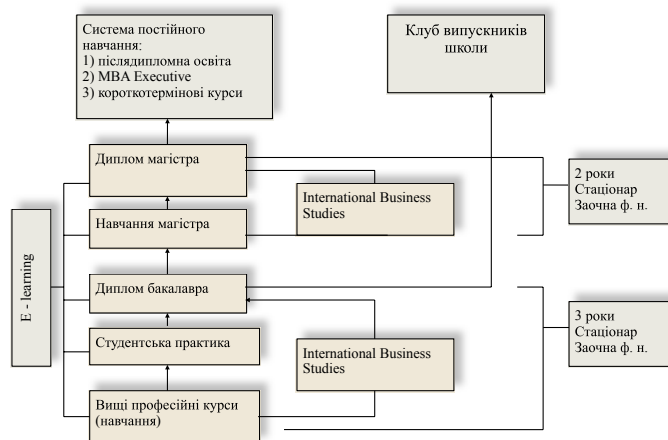 Система постійного
навчання:
1) післядипломна освіта
2) MBA Executive
3) короткотермінові курси
Клуб випускників
школи
Диплом магістра
International Business
Studies
2 роки
Стаціонар
Заочна ф. н.
Навчання магістра
E - learning
Диплом бакалавра
Студентська практика
International Business
Studies
3 роки
Стаціонар
Заочна ф. н.
Вищі професійні курси
(навчання)